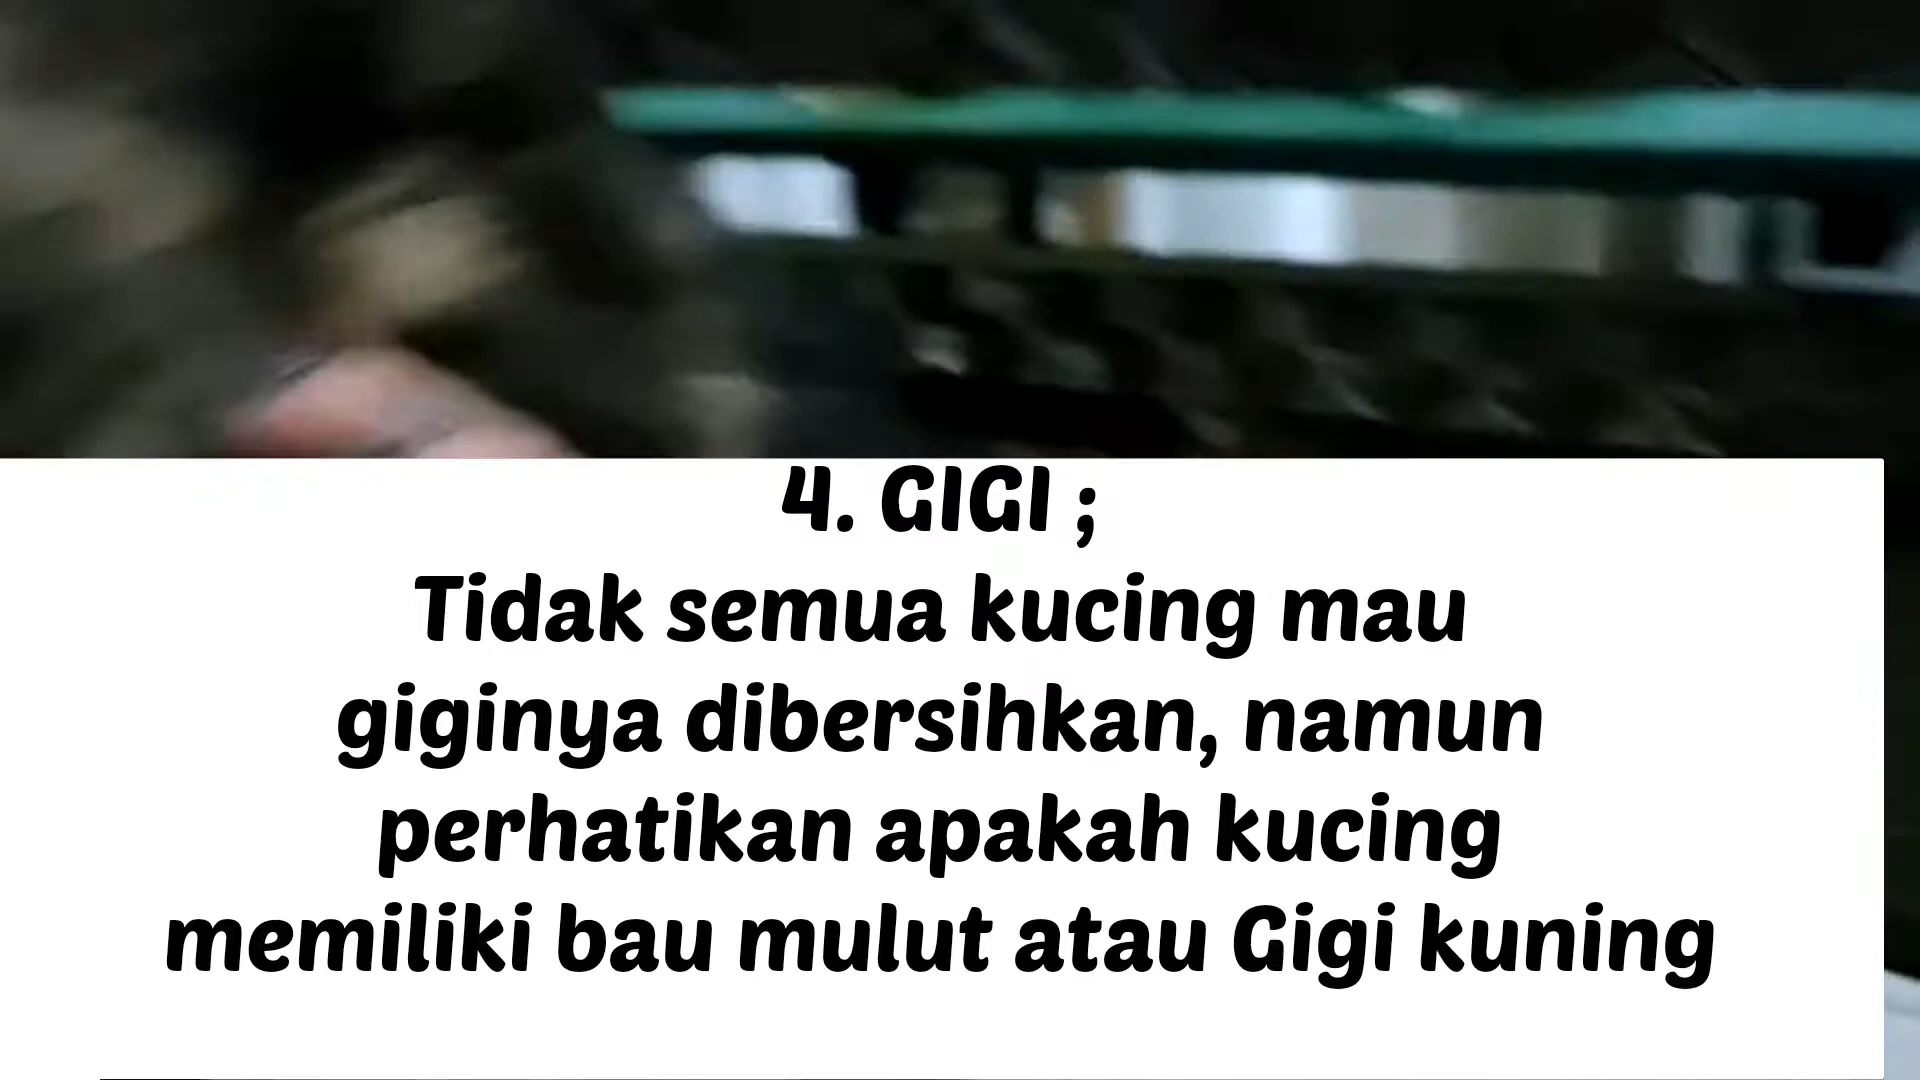 4. GIGI ;
Tidak semua kucing mau
giginya dibersihkan, namun
perhatikan apakah kucing
memiliki bau mulut atau Gigi kuning